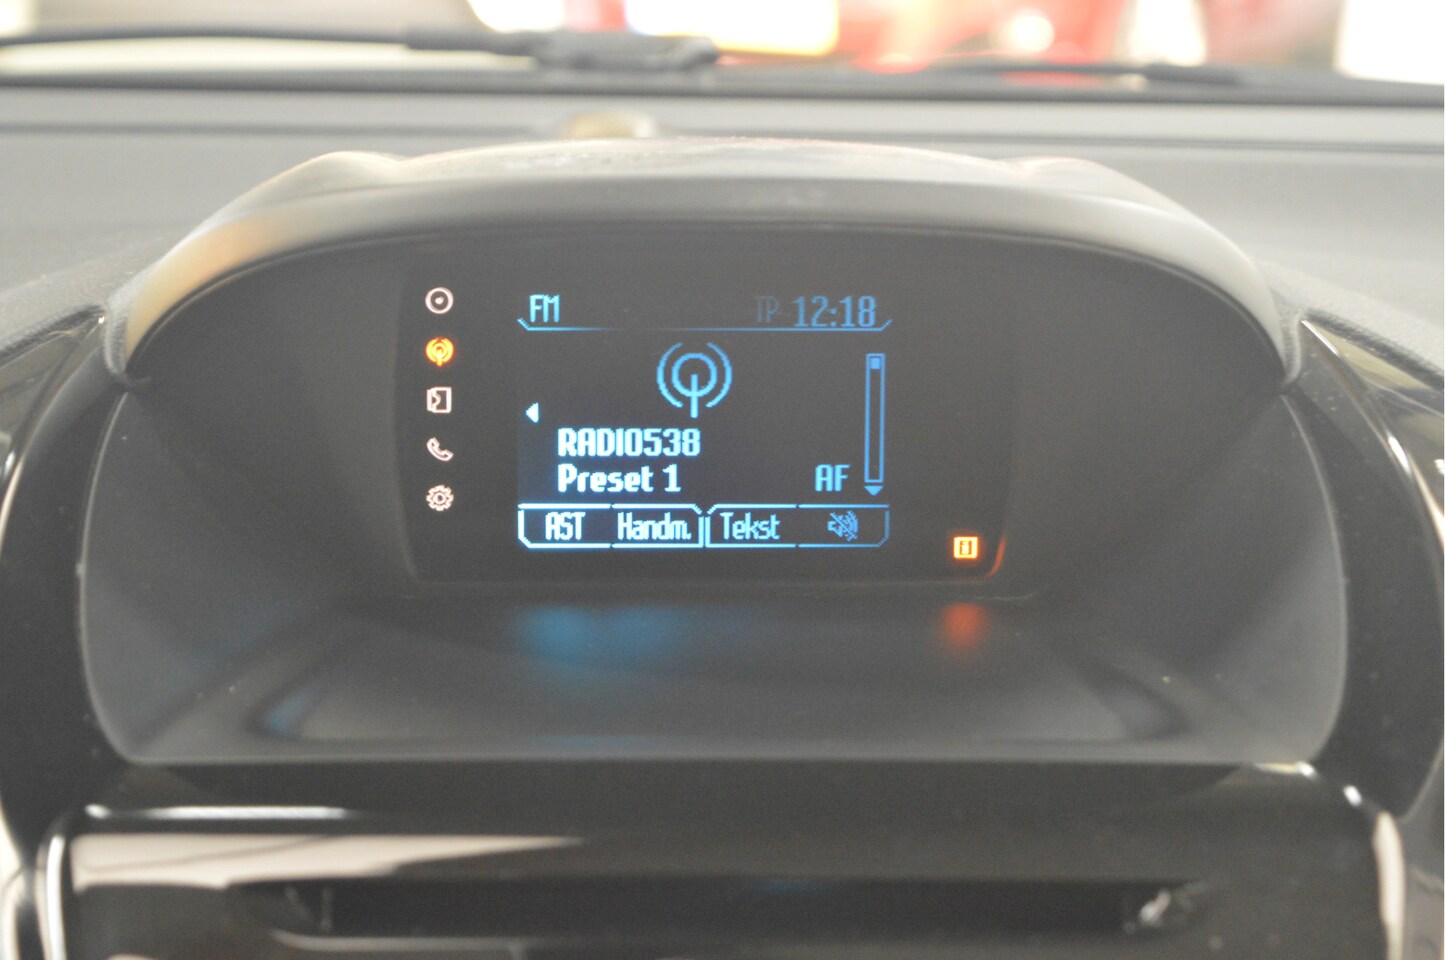 FM TP 12:18
RADIO538
Preset 1 AF
AST Handm. Tekst